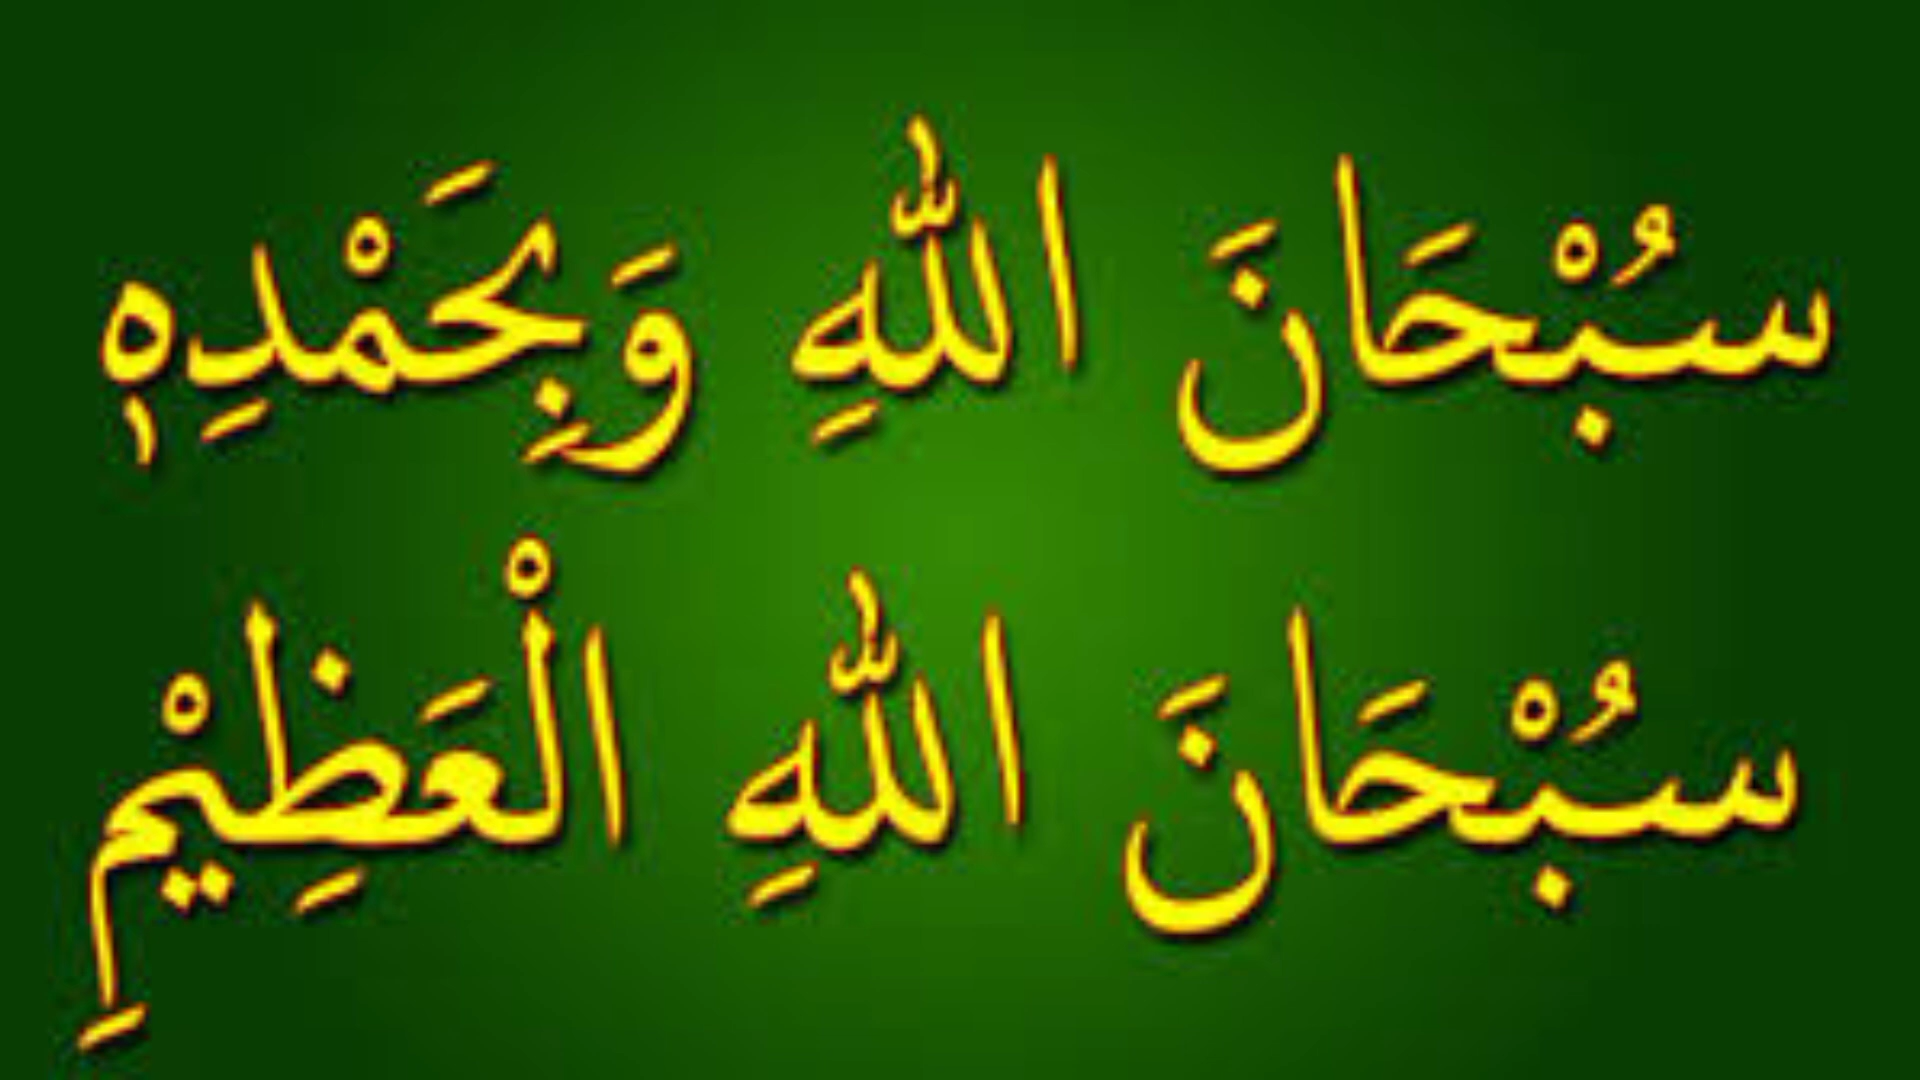 سُبْحَانَ اللّٰهِ وَبِحَمْدِهٖ
سُبْحَانَ اللّٰهِ الْعَظِيْمِ